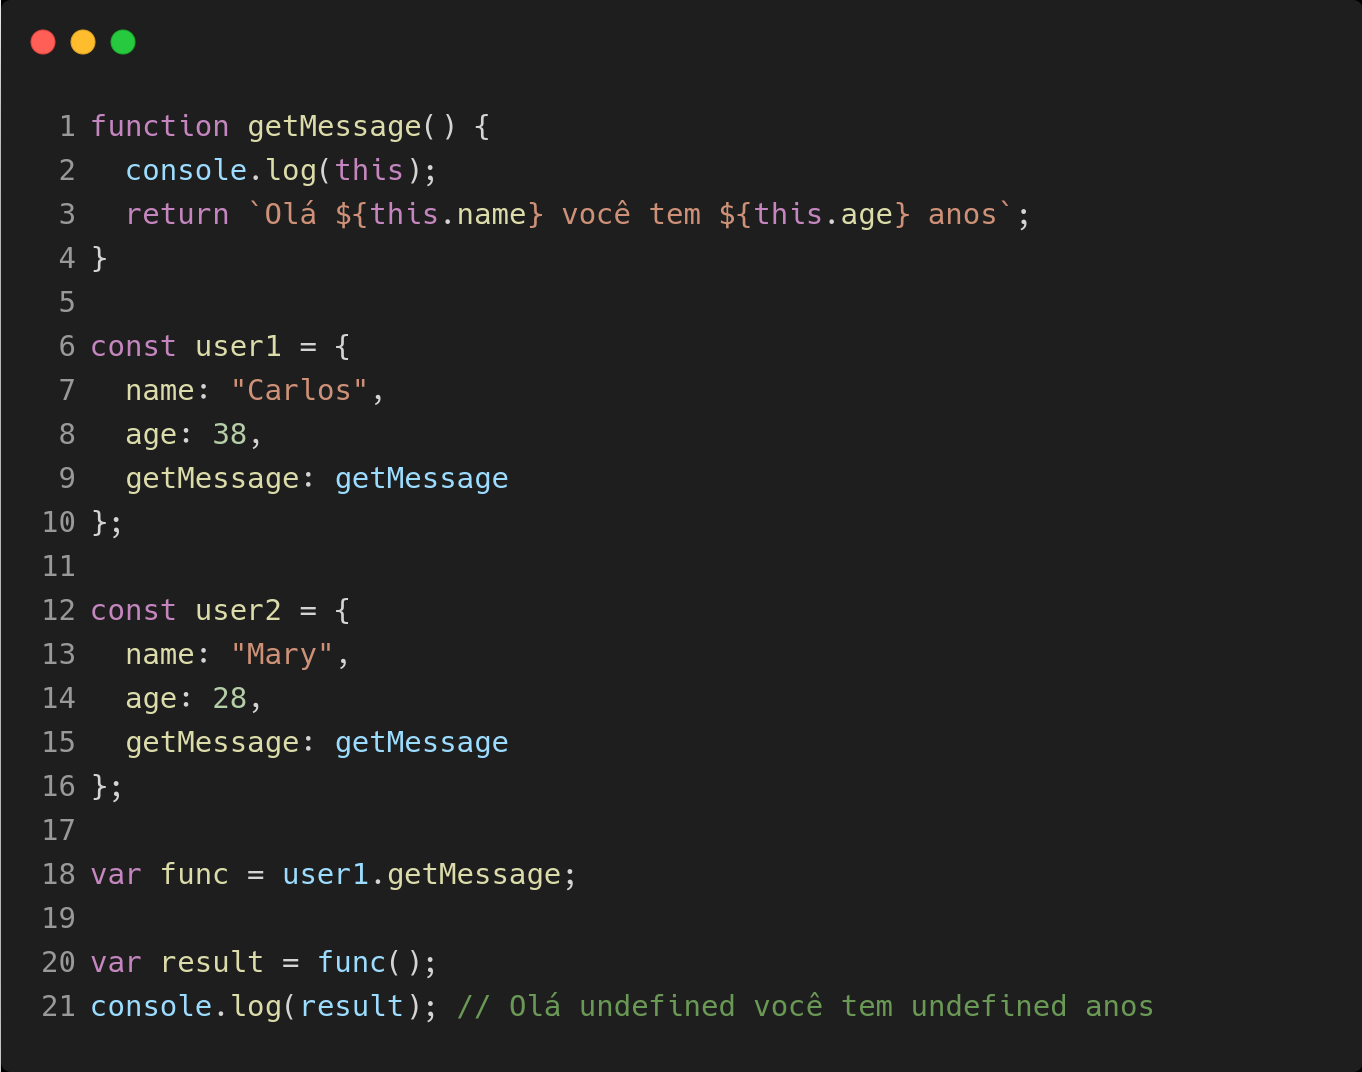 1 function getMessage() {
2   console.log(this);
3   return `Olá ${this.name} você tem ${this.age} anos`;
4 }
5
6 const user1 = {
7   name: "Carlos",
8   age: 38,
9   getMessage: getMessage
10 };
11
12 const user2 = {
13   name: "Mary",
14   age: 28,
15   getMessage: getMessage
16 };
17
18 var func = user1.getMessage;
19
20 var result = func();
21 console.log(result); // Olá undefined você tem undefined anos